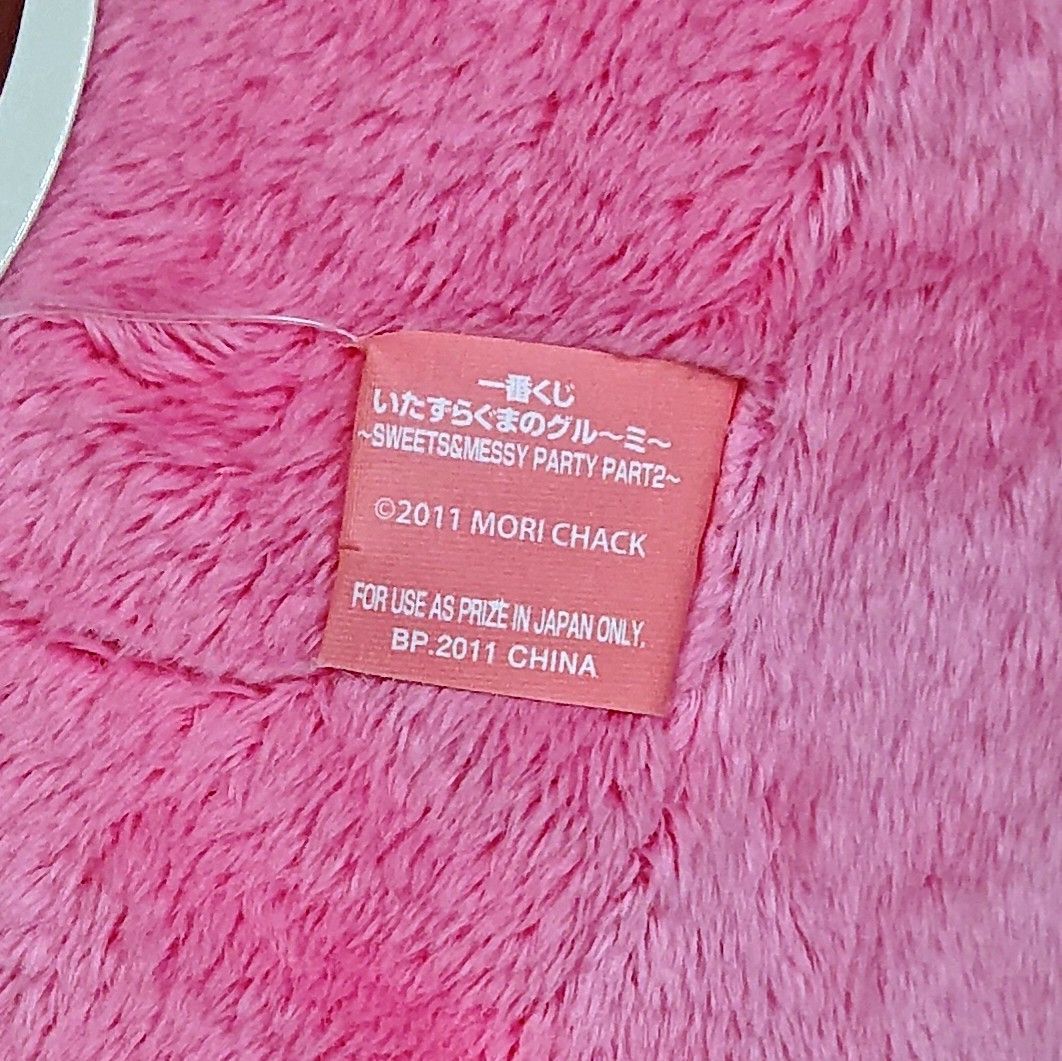 一番くじ
いたずらぐまのグル〜ミ〜
~SWEETS&MESSY PARTY PART2~
©2011 MORI CHACK
FOR USE AS PRIZE IN JAPAN ONLY,
BP.2011 CHINA